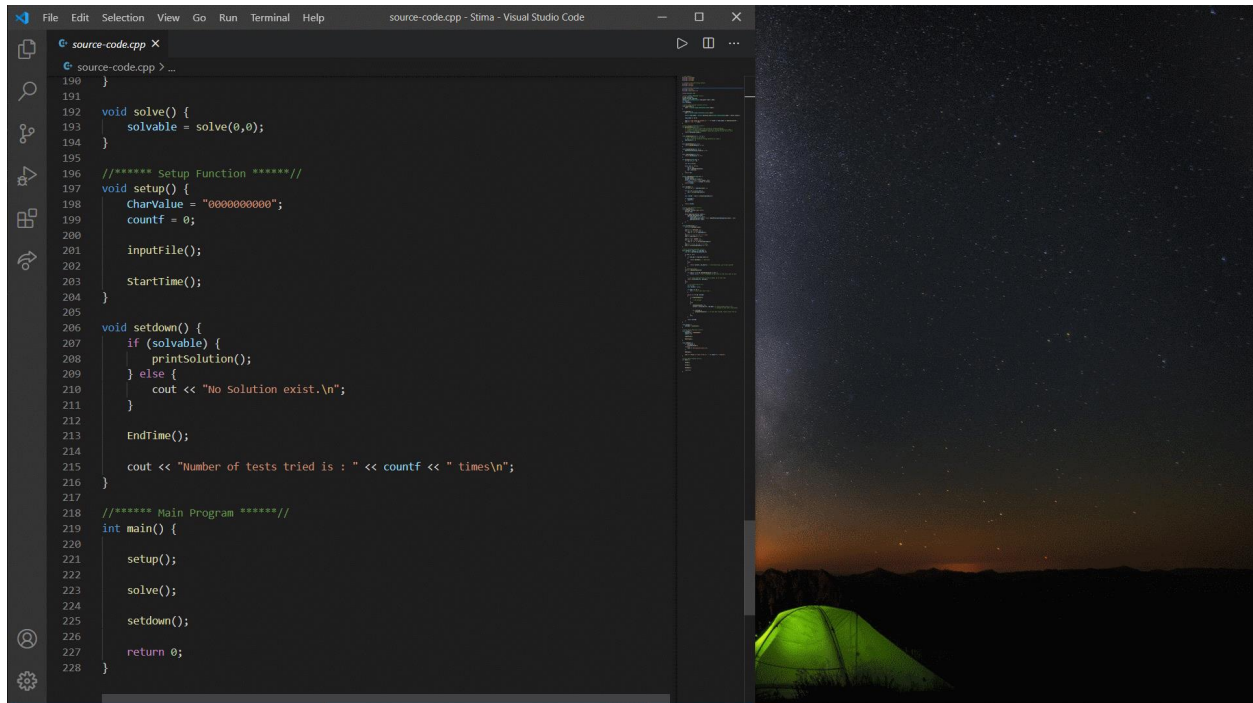 File Edit Selection View Go Run Terminal Help source-code.cpp - Stima - Visual Studio Code
source-code.cpp
source-code.cpp > ...
190 }
191
192 void solve() {
193 solvable = solve(0,0);
194 }
195
196 //****** Setup Function ******//
197 void setup() {
198 CharValue = "0000000000";
199 countf = 0;
200
201 inputFile();
202
203 StartTime();
204 }
205
206 void setdown() {
207 if (solvable) {
208 printSolution();
209 } else {
210 cout << "No Solution exist.\n";
211 }
212
213 EndTime();
214
215 cout << "Number of tests tried is : " << countf << " times\n";
216 }
217
218 //****** Main Program ******//
219 int main() {
220
221 setup();
222
223 solve();
224
225 setdown();
226
227 return 0;
228 }